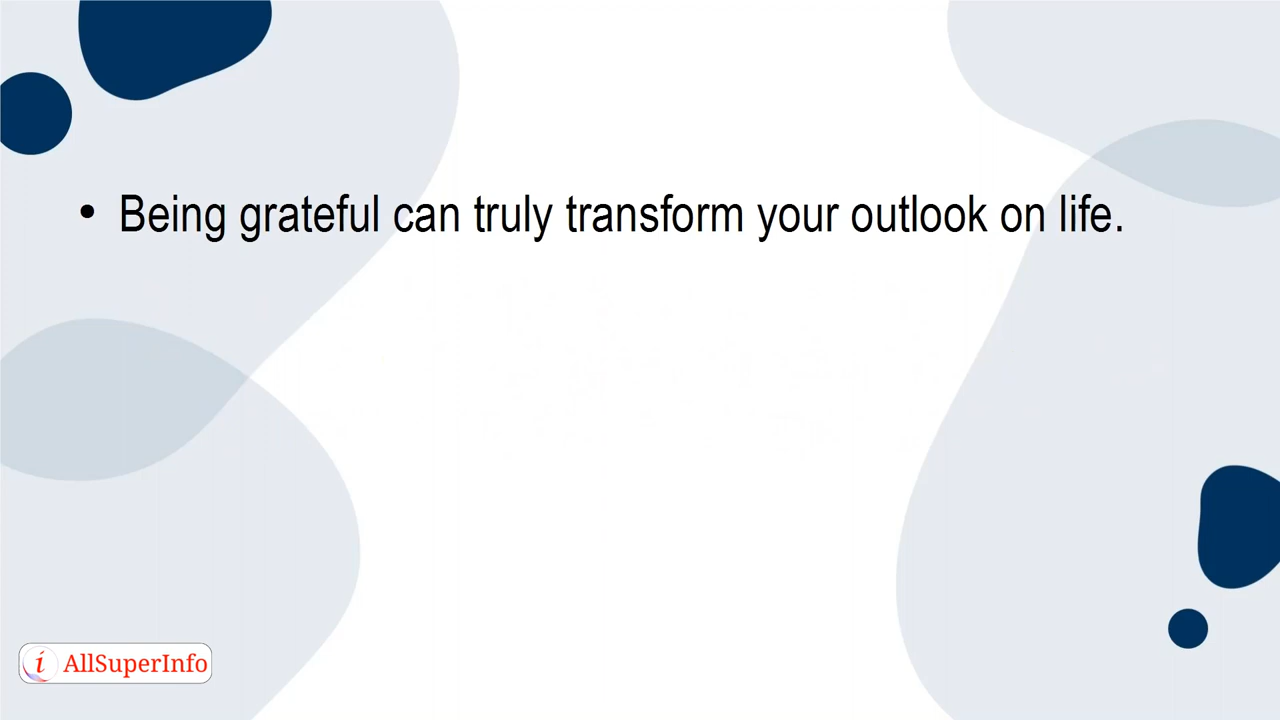 • Being grateful can truly transform your outlook on life.
i AllSuperInfo